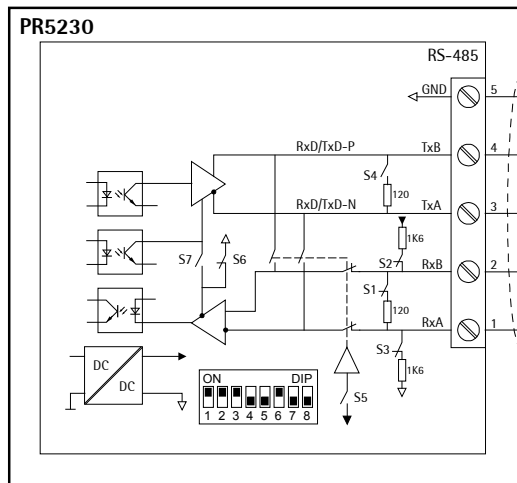 PR5230
RS-485
GND 5
RxD/TxD-P TxB 4
S4
120
RxD/TxD-N TxA 3
1K6
S7 S6 S2 RxB 2
S1
120
RxA 1
S3
1K6
DC
DC
ON DIP
1 2 3 4 5 6 7 8
S5